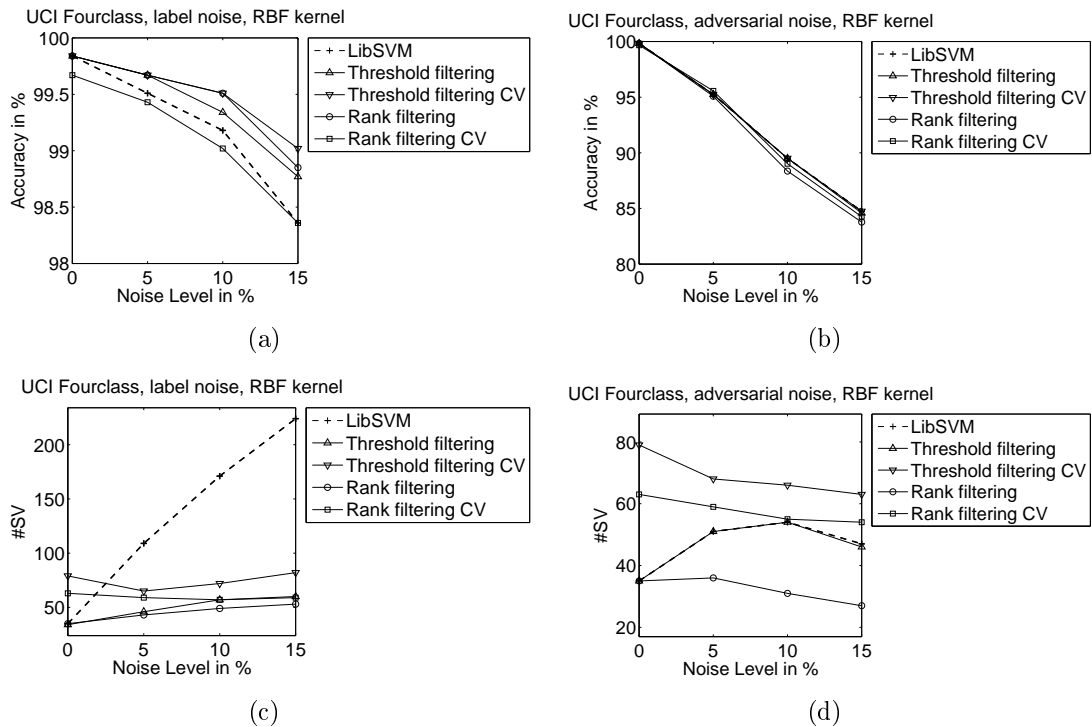 UCI Fourclass, label noise, RBF kernel
100
99.5
99
98.5
98
Accuracy in %
0 5 10 15
Noise Level in %
LibSVM
Threshold filtering
Threshold filtering CV
Rank filtering
Rank filtering CV
(a)
UCI Fourclass, adversarial noise, RBF kernel
100
95
90
85
80
Accuracy in %
0 5 10 15
Noise Level in %
LibSVM
Threshold filtering
Threshold filtering CV
Rank filtering
Rank filtering CV
(b)
UCI Fourclass, label noise, RBF kernel
200
150
100
50
#SV
0 5 10 15
Noise Level in %
LibSVM
Threshold filtering
Threshold filtering CV
Rank filtering
Rank filtering CV
(c)
UCI Fourclass, adversarial noise, RBF kernel
80
60
40
20
#SV
0 5 10 15
Noise Level in %
LibSVM
Threshold filtering
Threshold filtering CV
Rank filtering
Rank filtering CV
(d)